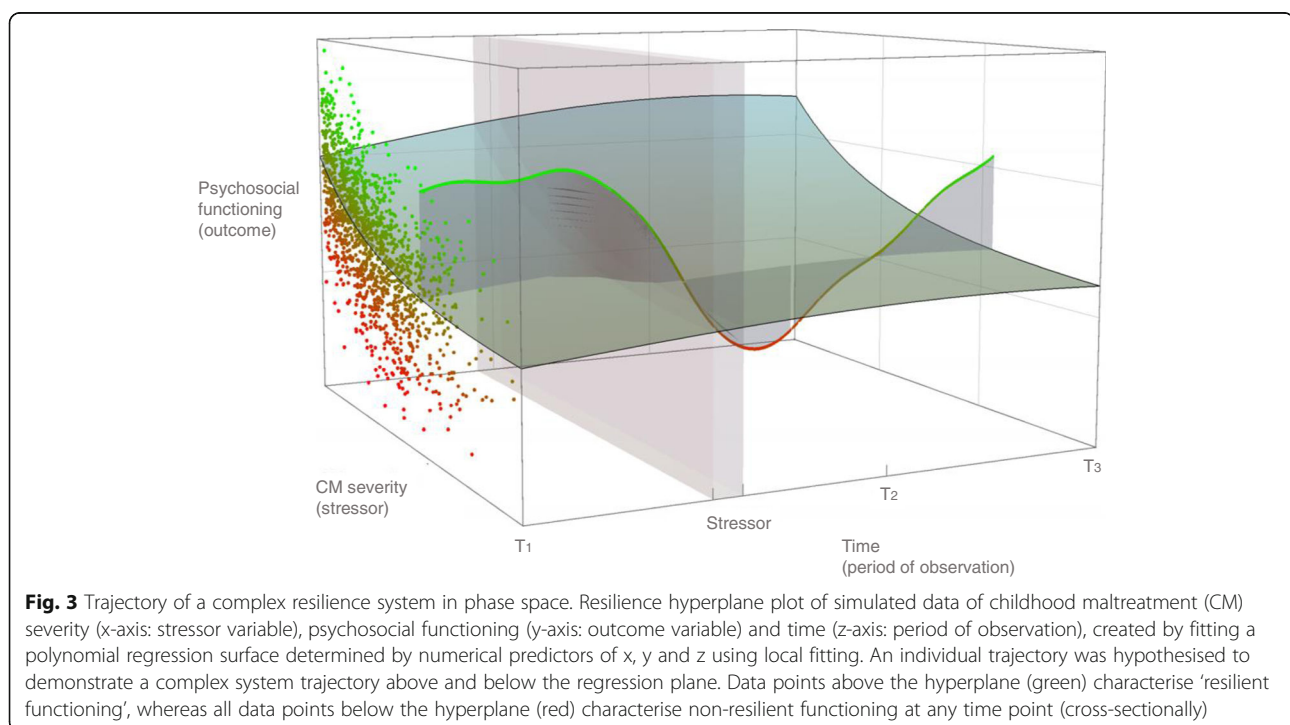 Psychosocial
functioning
(outcome)
CM severity
(stressor)
T1
Stressor
T2
T3
Time
(period of observation)
Fig. 3 Trajectory of a complex resilience system in phase space. Resilience hyperplane plot of simulated data of childhood maltreatment (CM)
severity (x-axis: stressor variable), psychosocial functioning (y-axis: outcome variable) and time (z-axis: period of observation), created by fitting a
polynomial regression surface determined by numerical predictors of x, y and z using local fitting. An individual trajectory was hypothesised to
demonstrate a complex system trajectory above and below the regression plane. Data points above the hyperplane (green) characterise ‘resilient
functioning’, whereas all data points below the hyperplane (red) characterise non-resilient functioning at any time point (cross-sectionally)